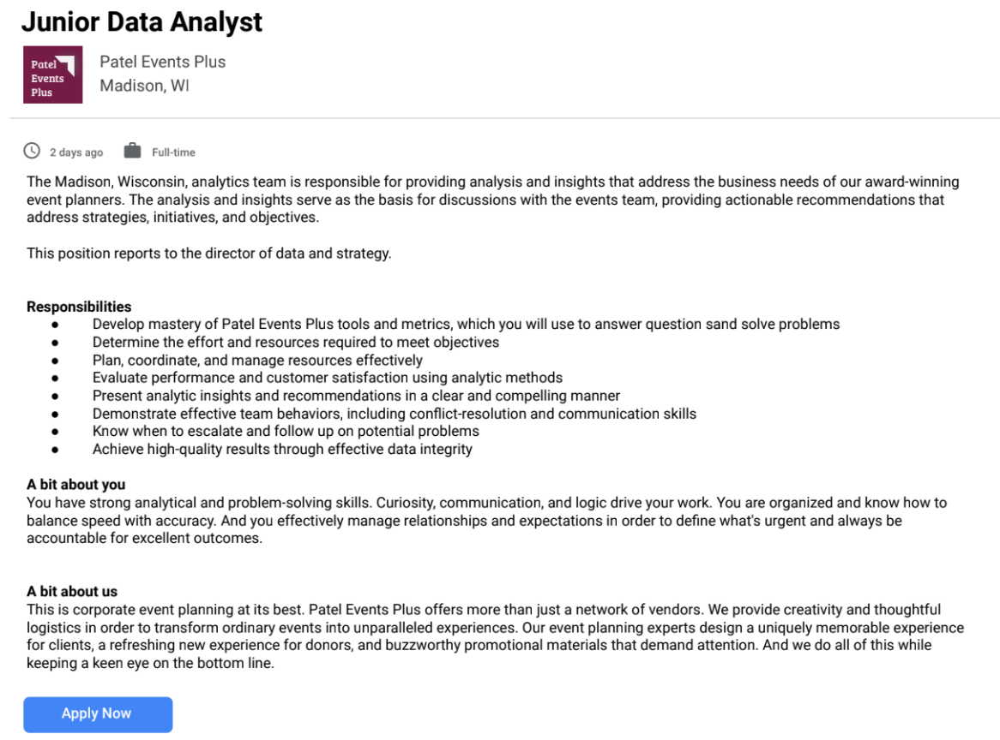 Junior Data Analyst
Patel
Events
Plus
Patel Events Plus
Madison, WI
2 days ago Full-time
The Madison, Wisconsin, analytics team is responsible for providing analysis and insights that address the business needs of our award-winning
event planners. The analysis and insights serve as the basis for discussions with the events team, providing actionable recommendations that
address strategies, initiatives, and objectives.
This position reports to the director of data and strategy.
Responsibilities
● Develop mastery of Patel Events Plus tools and metrics, which you will use to answer question sand solve problems
● Determine the effort and resources required to meet objectives
● Plan, coordinate, and manage resources effectively
● Evaluate performance and customer satisfaction using analytic methods
● Present analytic insights and recommendations in a clear and compelling manner
● Demonstrate effective team behaviors, including conflict-resolution and communication skills
● Know when to escalate and follow up on potential problems
● Achieve high-quality results through effective data integrity
A bit about you
You have strong analytical and problem-solving skills. Curiosity, communication, and logic drive your work. You are organized and know how to
balance speed with accuracy. And you effectively manage relationships and expectations in order to define what's urgent and always be
accountable for excellent outcomes.
A bit about us
This is corporate event planning at its best. Patel Events Plus offers more than just a network of vendors. We provide creativity and thoughtful
logistics in order to transform ordinary events into unparalleled experiences. Our event planning experts design a uniquely memorable experience
for clients, a refreshing new experience for donors, and buzzworthy promotional materials that demand attention. And we do all of this while
keeping a keen eye on the bottom line.
Apply Now